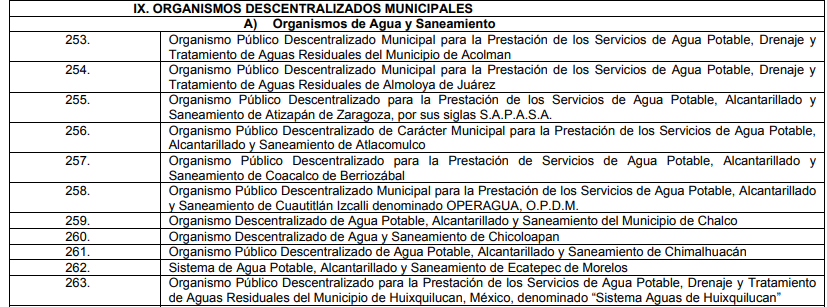 IX. ORGANISMOS DESCENTRALIZADOS MUNICIPALES
A) Organismos de Agua y Saneamiento
253. Organismo Público Descentralizado Municipal para la Prestación de los Servicios de Agua Potable, Drenaje y
Tratamiento de Aguas Residuales del Municipio de Acolman
254. Organismo Público Descentralizado Municipal para la Prestación de los Servicios de Agua Potable, Drenaje y
Tratamiento de Aguas Residuales de Almoloya de Juárez
255. Organismo Público Descentralizado para la Prestación de los Servicios de Agua Potable, Alcantarillado y
Saneamiento de Atizapán de Zaragoza, por sus siglas S.A.P.A.S.A.
256. Organismo Público Descentralizado de Carácter Municipal para la Prestación de los Servicios de Agua Potable,
Alcantarillado y Saneamiento de Atlacomulco
257. Organismo Público Descentralizado para la Prestación de Servicios de Agua Potable, Alcantarillado y
Saneamiento de Coacalco de Berriozábal
258. Organismo Público Descentralizado Municipal para la Prestación de los Servicios de Agua Potable, Alcantarillado
y Saneamiento de Cuautitlán Izcalli denominado OPERAGUA, O.P.D.M.
259. Organismo Descentralizado de Agua Potable, Alcantarillado y Saneamiento del Municipio de Chalco
260. Organismo Descentralizado de Agua y Saneamiento de Chicoloapan
261. Organismo Público Descentralizado de Agua Potable, Alcantarillado y Saneamiento de Chimalhuacán
262. Sistema de Agua Potable, Alcantarillado y Saneamiento de Ecatepec de Morelos
263. Organismo Público Descentralizado para la Prestación de los Servicios de Agua Potable, Drenaje y Tratamiento
de Aguas Residuales del Municipio de Huixquilucan, México, denominado “Sistema Aguas de Huixquilucan”